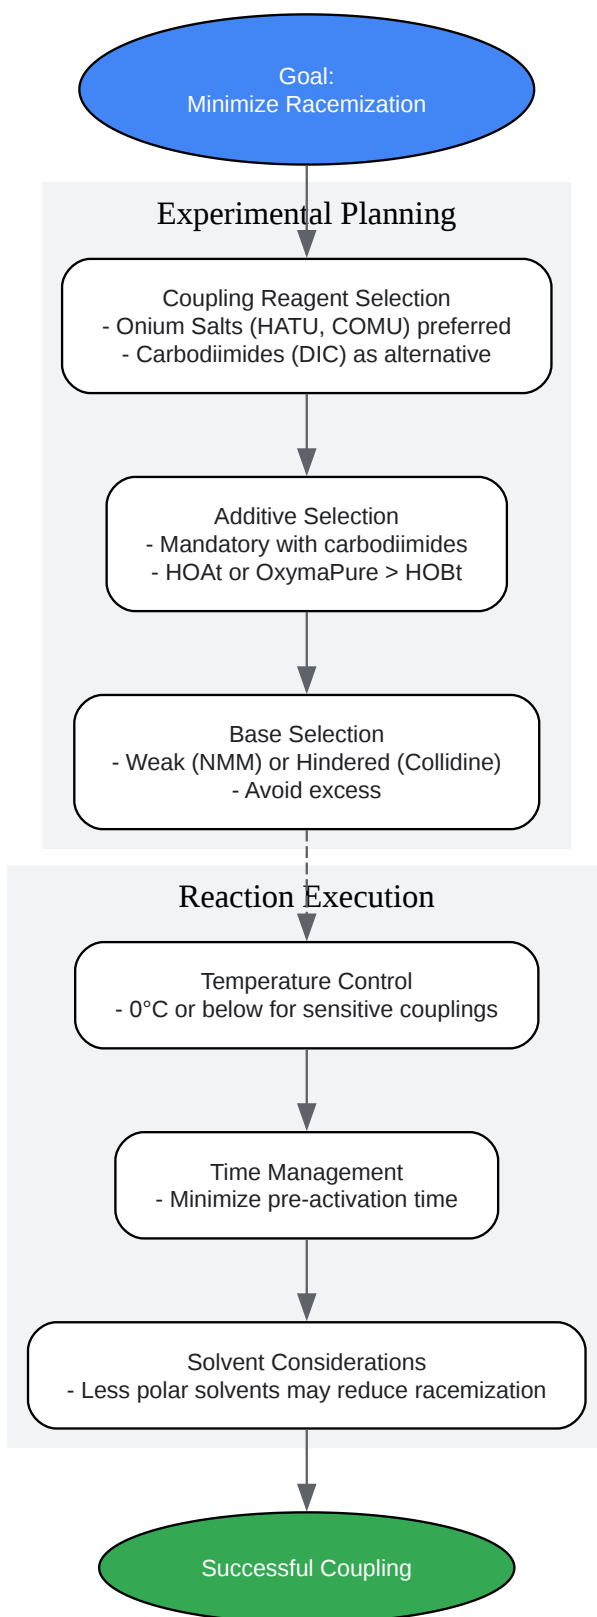 Goal:
Minimize Racemization
Experimental Planning
Coupling Reagent Selection
- Onium Salts (HATU, COMU) preferred
- Carbodiimides (DIC) as alternative
Additive Selection
- Mandatory with carbodiimides
- HOAt or OxymaPure > HOBt
Base Selection
- Weak (NMM) or Hindered (Collidine)
- Avoid excess
Reaction Execution
Temperature Control
- 0°C or below for sensitive couplings
Time Management
- Minimize pre-activation time
Solvent Considerations
- Less polar solvents may reduce racemization
Successful Coupling